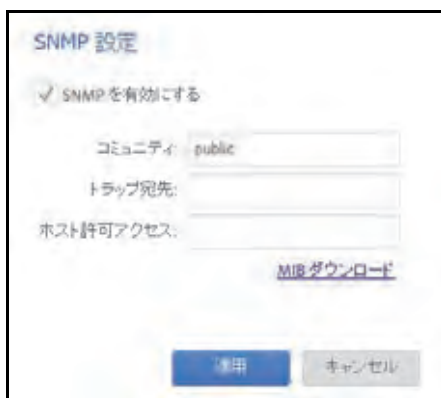 SNMP 設定
✓ SNMP を有効にする
コミュニティ: public
トラップ宛先:
ホスト許可アクセス:
MIB ダウンロード
適用 キャンセル